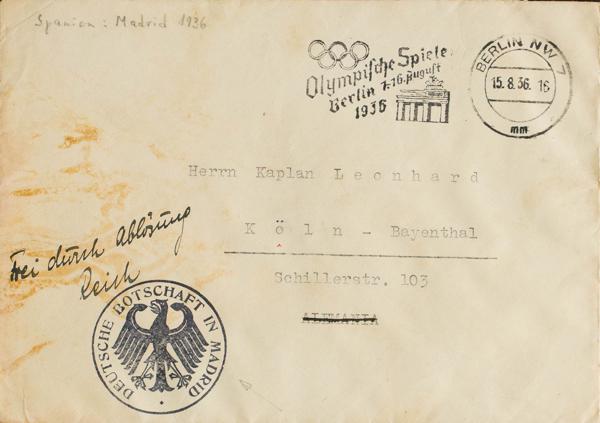 Spanien: Madrid 1936
Olympische Spiele
Berlin 1.-16. August
1936
BERLIN NW 7
15.8.36. 16
mm
Herrn Kaplan Leonhard
Köln - Bayenthal
Schillerstr. 103
ALEMANIA
Frei durch Ablösung
Reich
DEUTSCHE BOTSCHAFT IN MADRID